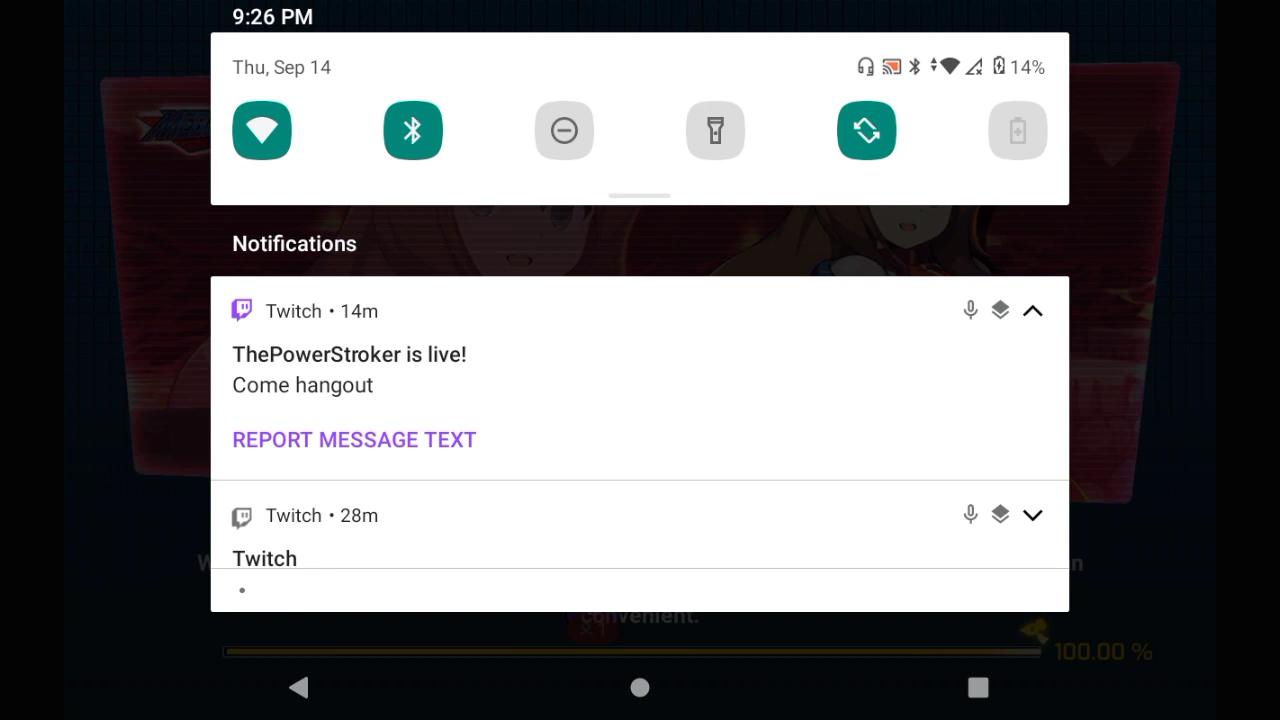 9:26 PM
Thu, Sep 14
14%
Notifications
Twitch • 14m
ThePowerStroker is live!
Come hangout
REPORT MESSAGE TEXT
Twitch • 28m
Twitch
convenient.
x 1
100.00 %